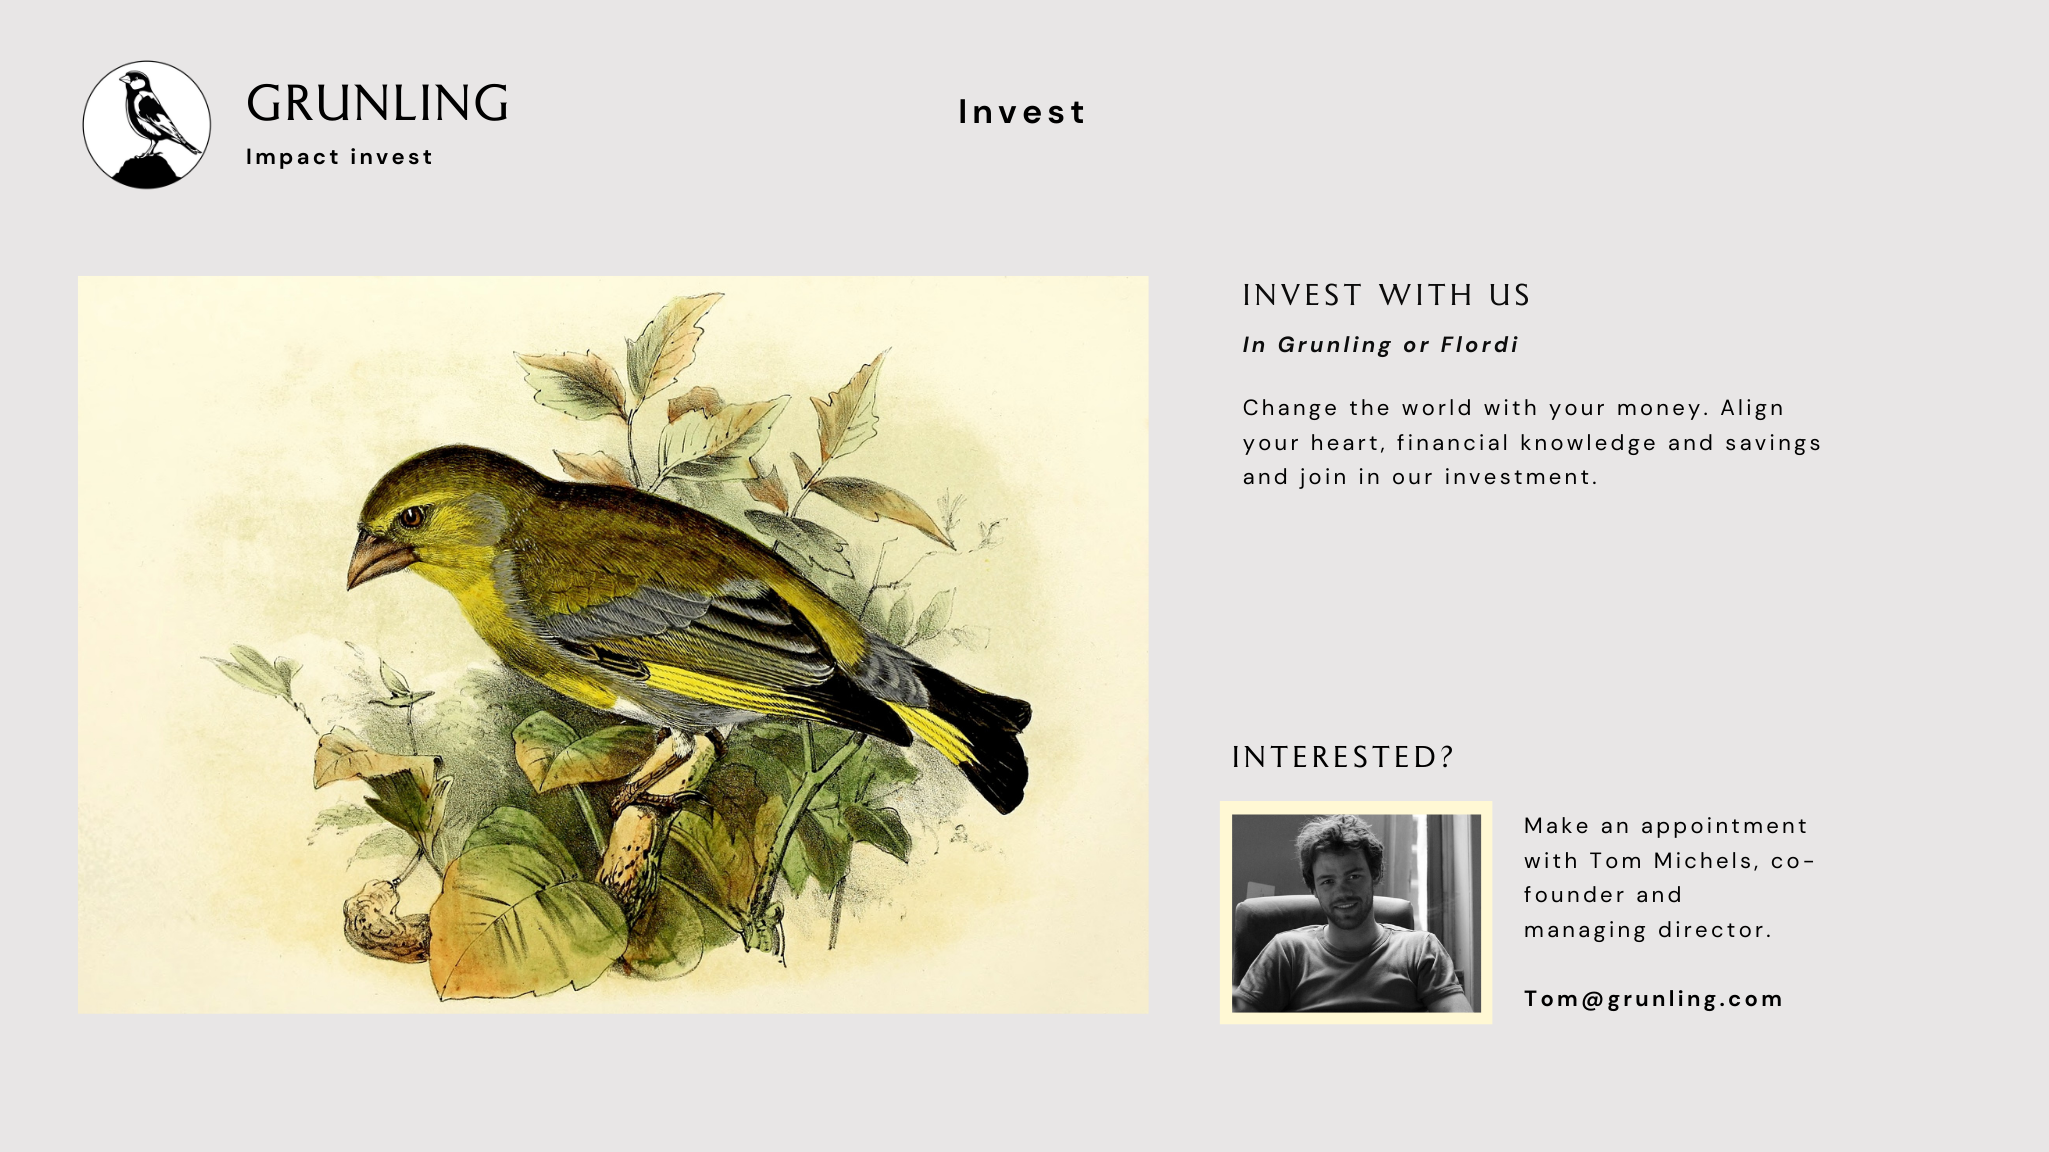 GRUNLING
Impact invest
Invest
INVEST WITH US
In Grunling or Flordi
Change the world with your money. Align
your heart, financial knowledge and savings
and join in our investment.
INTERESTED?
Make an appointment
with Tom Michels, co-
founder and
managing director.
Tom@grunling.com